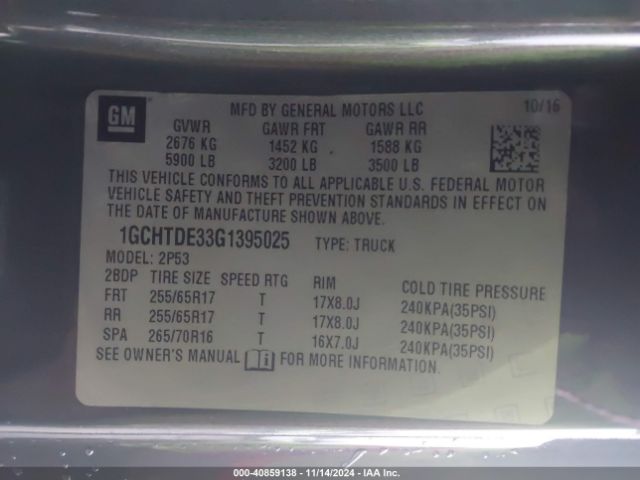 GM
MFD BY GENERAL MOTORS LLC 10/16
GVWR GAWR FRT GAWR RR
2676 KG 1452 KG 1588 KG
5900 LB 3200 LB 3500 LB
THIS VEHICLE CONFORMS TO ALL APPLICABLE U.S. FEDERAL MOTOR
VEHICLE SAFETY AND THEFT PREVENTION STANDARDS IN EFFECT ON
THE DATE OF MANUFACTURE SHOWN ABOVE.
1GCHTDE33G1395025 TYPE: TRUCK
MODEL: 2P53
2BDP TIRE SIZE SPEED RTG RIM COLD TIRE PRESSURE
FRT 255/65R17 T 17X8.0J 240KPA(35PSI)
RR 255/65R17 T 17X8.0J 240KPA(35PSI)
SPA 265/70R16 T 16X7.0J 240KPA(35PSI)
SEE OWNER'S MANUAL i FOR MORE INFORMATION.
000-40859138 - 11/14/2024 - IAA Inc.